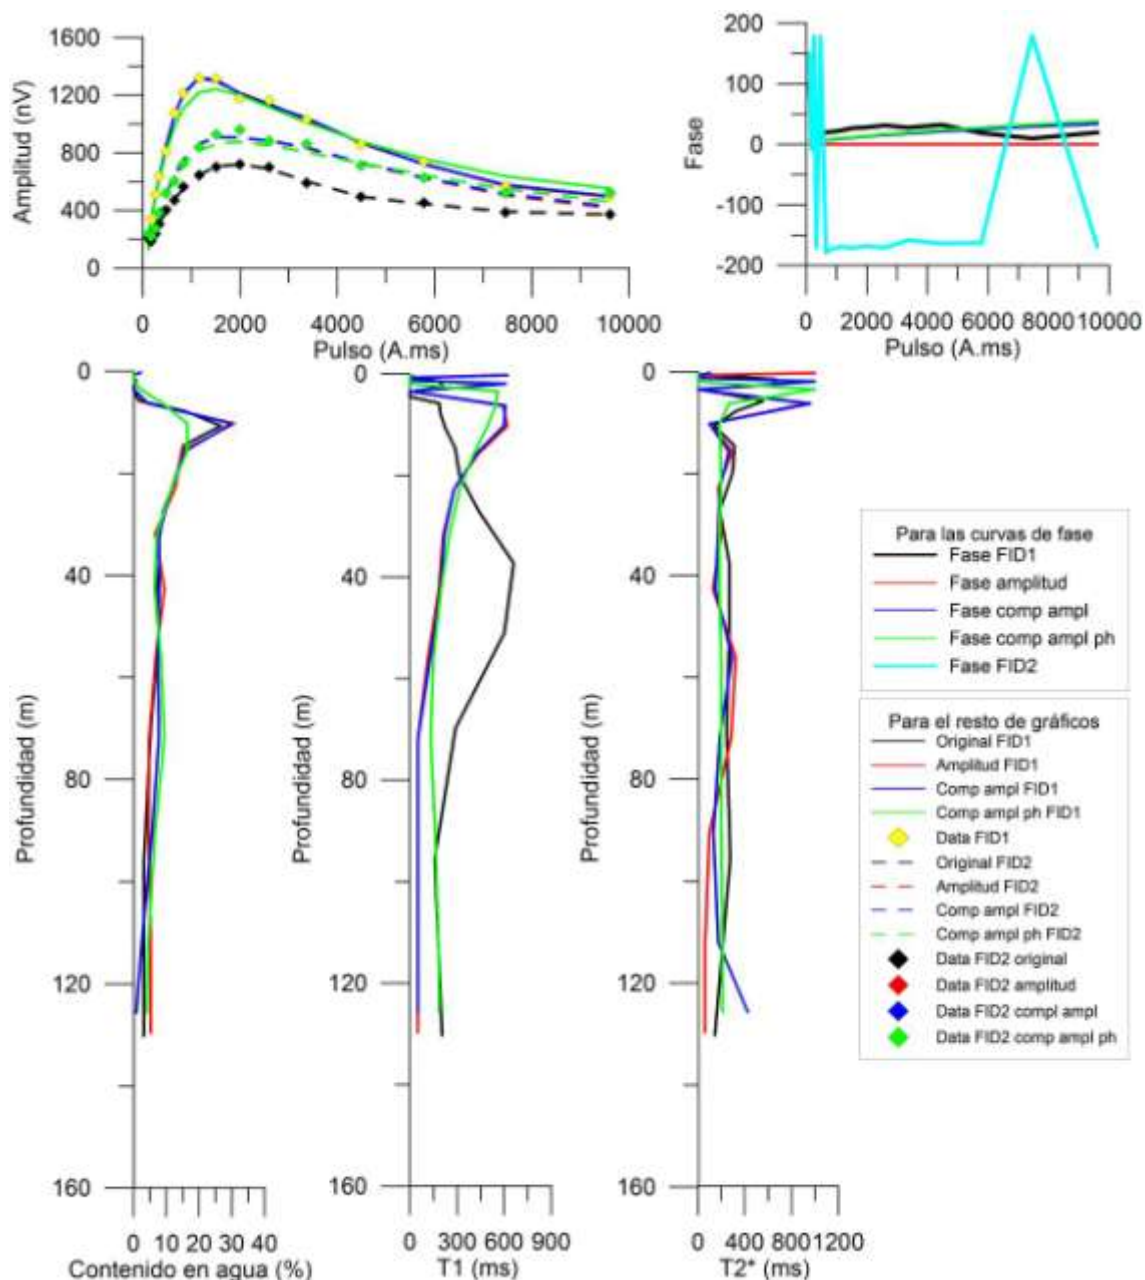 1600
1200
800
400
0
Amplitud (nV)
0 2000 4000 6000 8000 10000
Pulso (A.ms)
200
100
0
-100
-200
Fase
2000 4000 6000 8000 10000
Pulso (A.ms)
0
40
80
120
160
Profundidad (m)
0 10 20 30 40
Contenido en agua (%)
0
40
80
120
160
Profundidad (m)
0 300 600 900
T1 (ms)
0
40
80
120
160
Profundidad (m)
0 400 800 1200
T2* (ms)
Para las curvas de fase
Fase FID1
Fase amplitud
Fase comp ampl
Fase comp ampl ph
Fase FID2
Para el resto de gráficos
Original FID1
Amplitud FID1
Comp ampl FID1
Comp ampl ph FID1
Data FID1
Original FID2
Amplitud FID2
Comp ampl FID2
Comp ampl ph FID2
Data FID2 original
Data FID2 amplitud
Data FID2 compl ampl
Data FID2 comp ampl ph